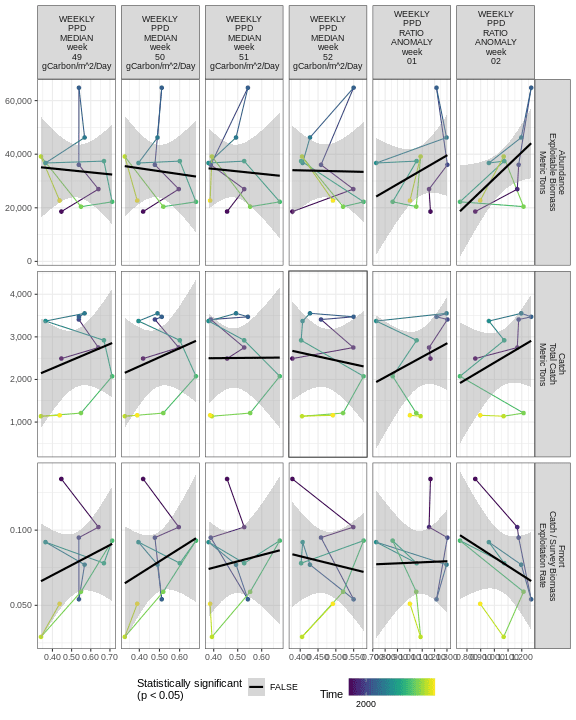 WEEKLY
PPD
MEDIAN
week
49
gCarbon/m^2/Day
WEEKLY
PPD
MEDIAN
week
50
gCarbon/m^2/Day
WEEKLY
PPD
MEDIAN
week
51
gCarbon/m^2/Day
WEEKLY
PPD
MEDIAN
week
52
gCarbon/m^2/Day
WEEKLY
PPD
RATIO
ANOMALY
week
01
WEEKLY
PPD
RATIO
ANOMALY
week
02
60,000
40,000
20,000
0
Abundance
Exploitable Biomass
Metric Tons
4,000
3,000
2,000
1,000
Catch
Total Catch
Metric Tons
0.100
0.050
Fmort
Catch / survey Biomass
Exploitation Rate
0.40 0.50 0.60 0.70
0.40 0.50 0.60
0.40 0.50 0.60
0.400 0.450 0.500 0.550
Statistically significant
(p < 0.05)
FALSE
Time
2000